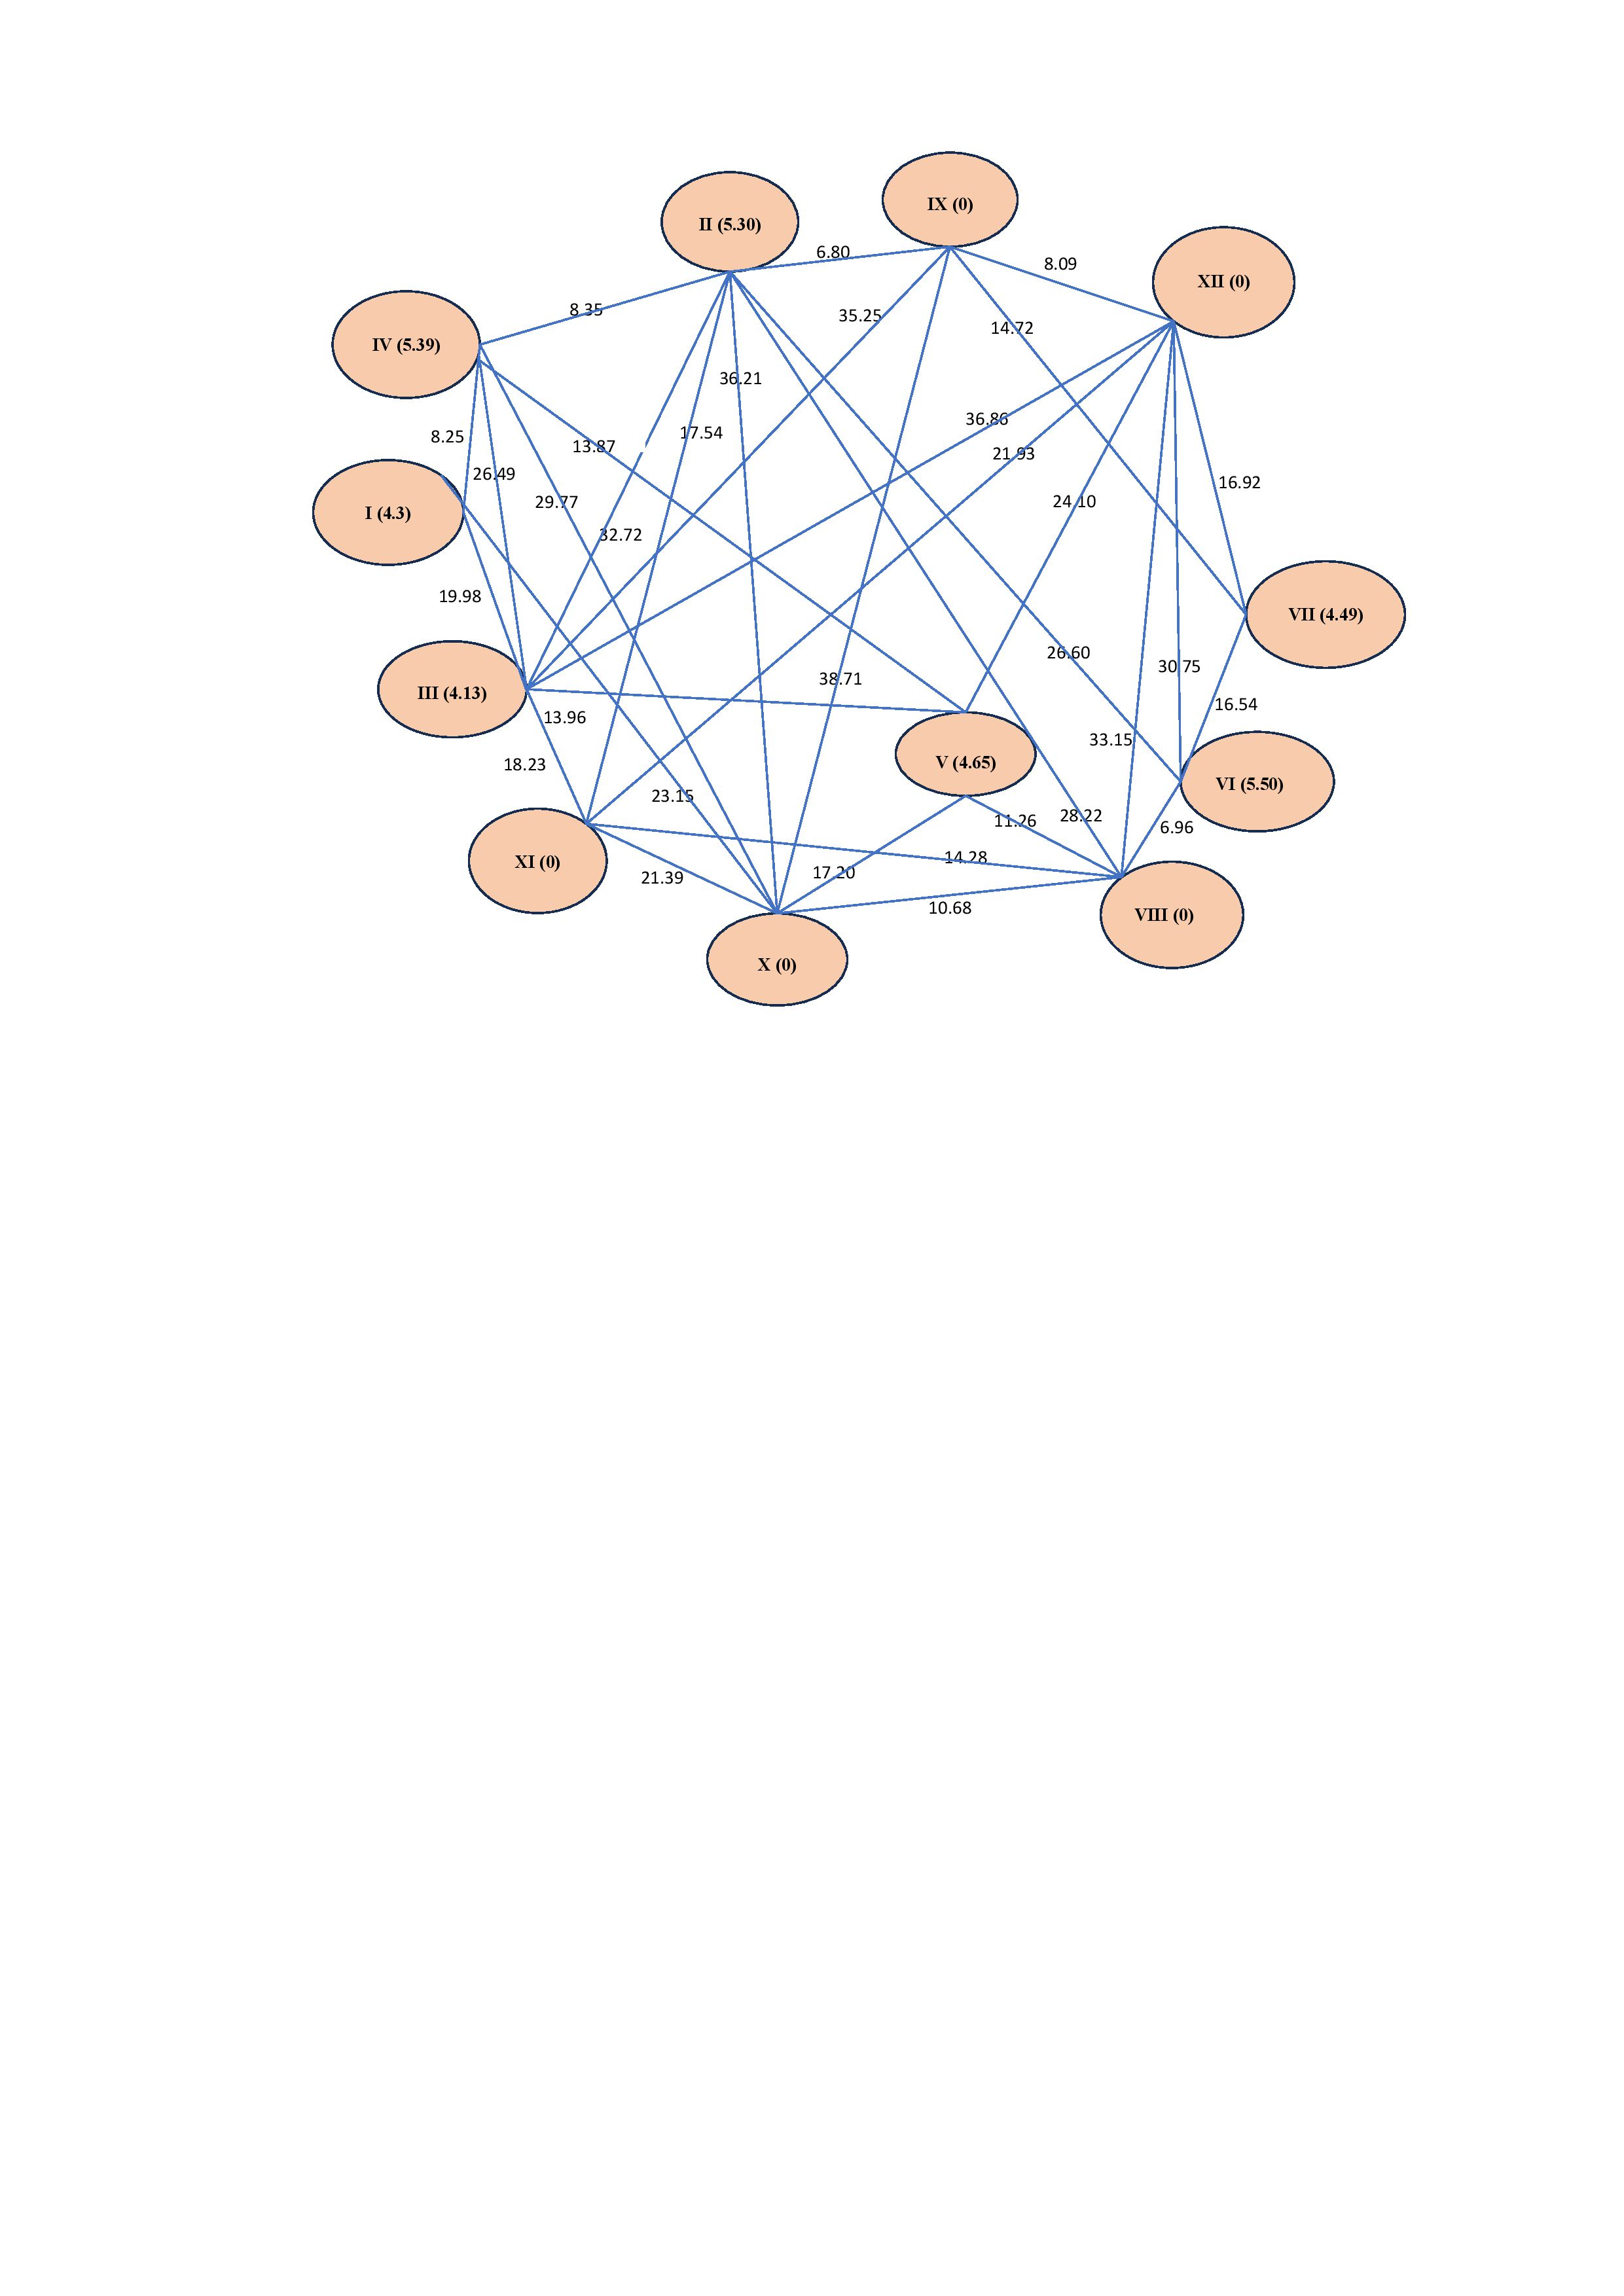 IX (0)
II (5.30)
6.80
8.09
XII (0)
8.35
35.25
14.72
IV (5.39)
36.21
36.86
8.25
13.87
17.54
21.93
26.49
16.92
29.77
24.10
I (4.3)
32.72
19.98
VII (4.49)
26.60
30.75
38.71
III (4.13)
16.54
13.96
33.15
18.23
V (4.65)
VI (5.50)
23.15
11.26
28.22
6.96
14.28
XI (0)
17.20
21.39
10.68
VIII (0)
X (0)